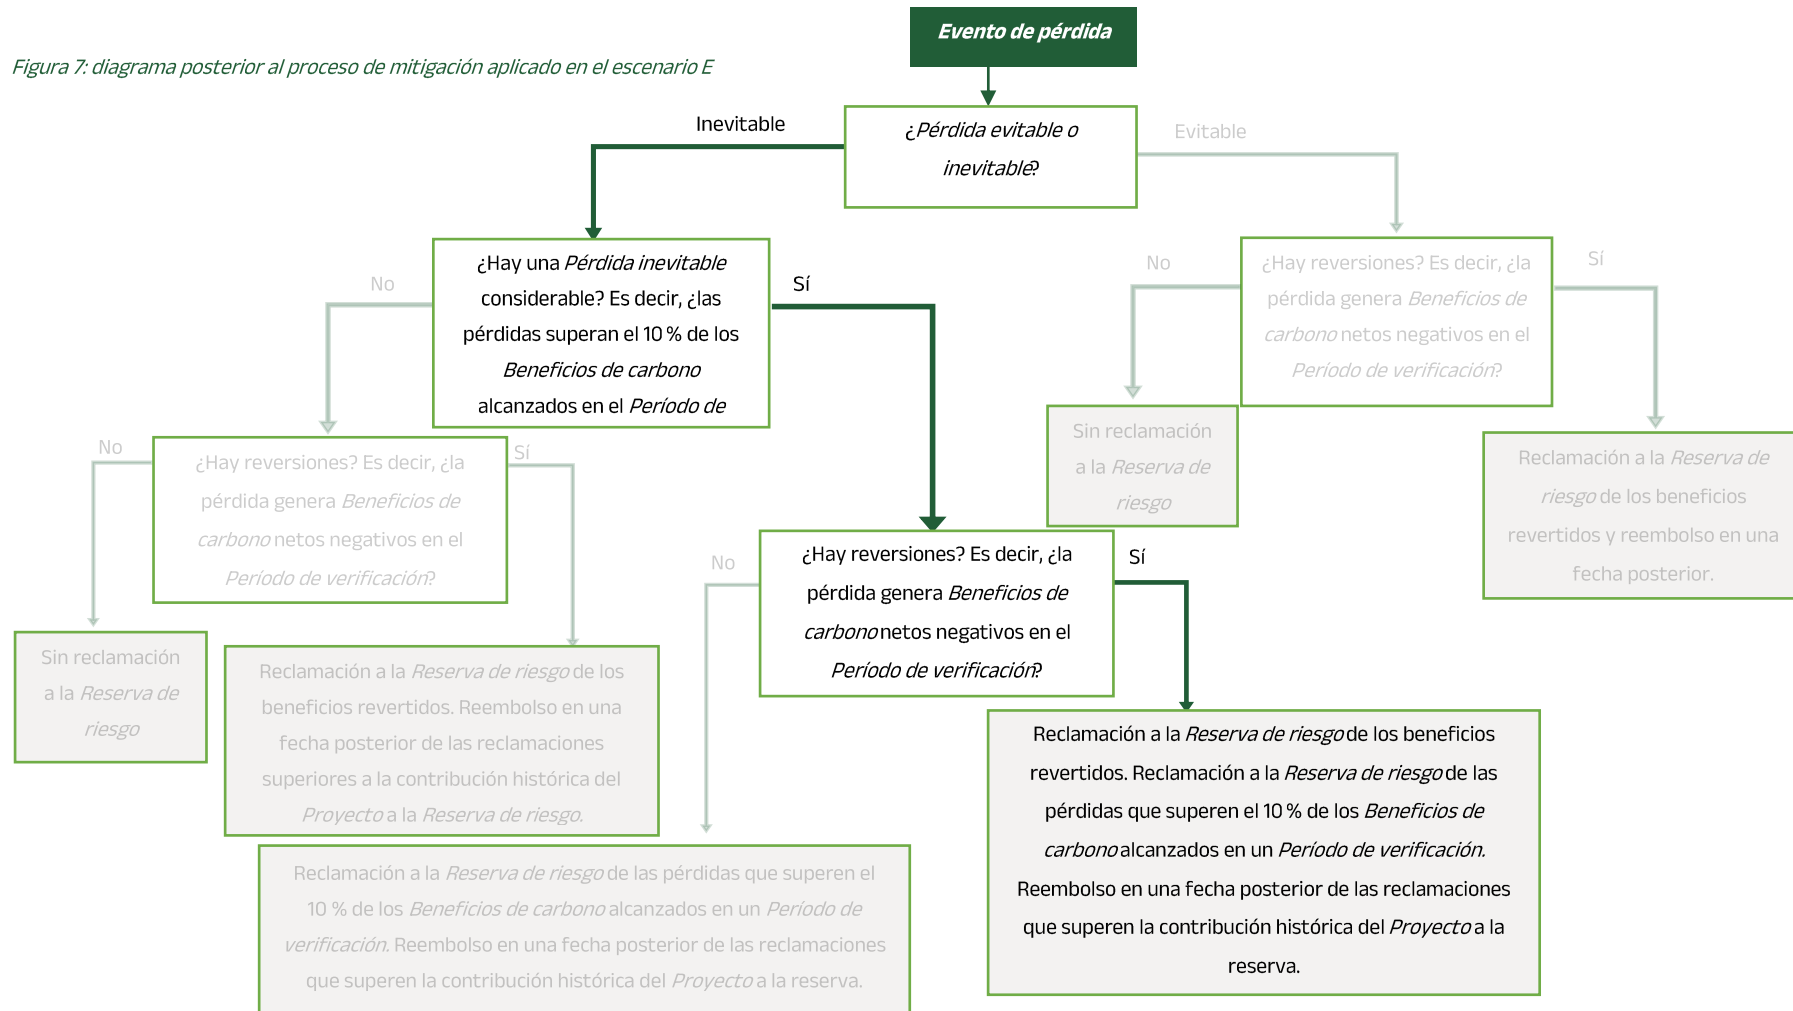 Evento de pérdida
Figura 7: diagrama posterior al proceso de mitigación aplicado en el escenario E
Inevitable
¿Pérdida evitable o
inevitable?
Evitable
¿Hay una Pérdida inevitable
considerable? Es decir, ¿las
pérdidas superan el 10 % de los
Beneficios de carbono
alcanzados en el Período de
No
Sí
No
¿Hay reversiones? Es decir, ¿la
pérdida genera Beneficios de
carbono netos negativos en el
Período de verificación?
Sí
Sin reclamación
a la Reserva de
riesgo
Reclamación a la Reserva de
riesgo de los beneficios
revertidos y reembolso en una
fecha posterior.
No
¿Hay reversiones? Es decir, ¿la
pérdida genera Beneficios de
carbono netos negativos en el
Período de verificación?
Sí
No
¿Hay reversiones? Es decir, ¿la
pérdida genera Beneficios de
carbono netos negativos en el
Período de verificación?
Sí
Sin reclamación
a la Reserva de
riesgo
Reclamación a la Reserva de riesgo de los
beneficios revertidos. Reembolso en una
fecha posterior de las reclamaciones
superiores a la contribución histórica del
Proyecto a la Reserva de riesgo.
Reclamación a la Reserva de riesgo de los beneficios
revertidos. Reclamación a la Reserva de riesgo de las
pérdidas que superen el 10 % de los Beneficios de
carbono alcanzados en un Período de verificación.
Reembolso en una fecha posterior de las reclamaciones
que superen la contribución histórica del Proyecto a la
reserva.
Reclamación a la Reserva de riesgo de las pérdidas que superen el
10 % de los Beneficios de carbono alcanzados en un Período de
verificación. Reembolso en una fecha posterior de las reclamaciones
que superen la contribución histórica del Proyecto a la reserva.